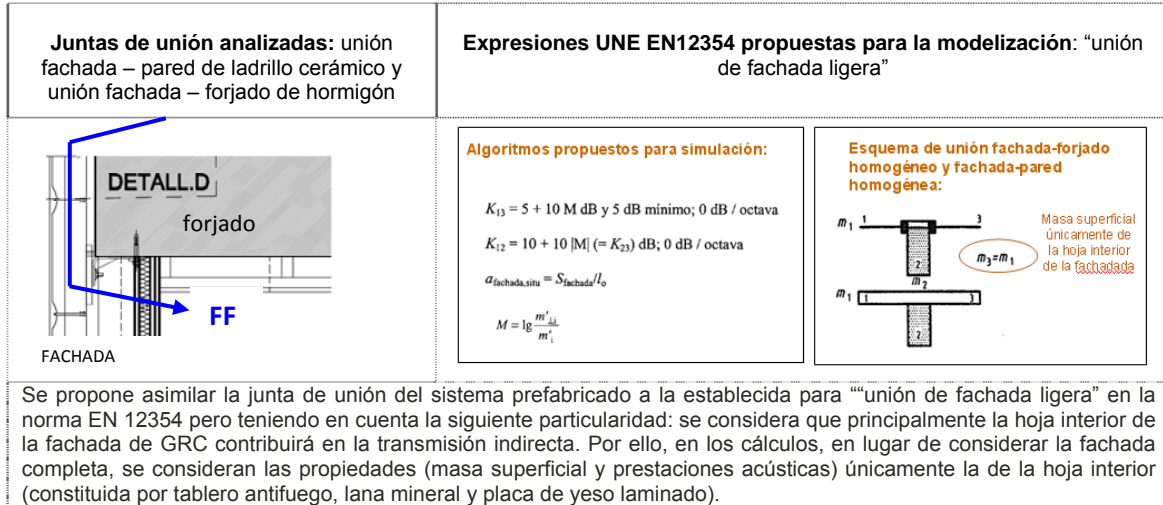 Juntas de unión analizadas: unión
fachada – pared de ladrillo cerámico y
unión fachada – forjado de hormigón
Expresiones UNE EN12354 propuestas para la modelización: “unión
de fachada ligera”
DETALL.D
forjado
FF
FACHADA
Algoritmos propuestos para simulación:
K13 = 5 + 10 M dB y 5 dB mínimo; 0 dB / octava
K12 = 10 + 10 |M| (= K23) dB; 0 dB / octava
afachada,situ = Sfachada/lo
M = lg m'⊥i / m'i
Esquema de unión fachada-forjado
homogéneo y fachada-pared
homogénea:
m1 1 3
2
m2
m3=m1
Masa superficial
únicamente de
la hoja interior
de la fachadada
m1 1 3
2
Se propone asimilar la junta de unión del sistema prefabricado a la establecida para ““unión de fachada ligera” en la
norma EN 12354 pero teniendo en cuenta la siguiente particularidad: se considera que principalmente la hoja interior de
la fachada de GRC contribuirá en la transmisión indirecta. Por ello, en los cálculos, en lugar de considerar la fachada
completa, se consideran las propiedades (masa superficial y prestaciones acústicas) únicamente la de la hoja interior
(constituida por tablero antifuego, lana mineral y placa de yeso laminado).